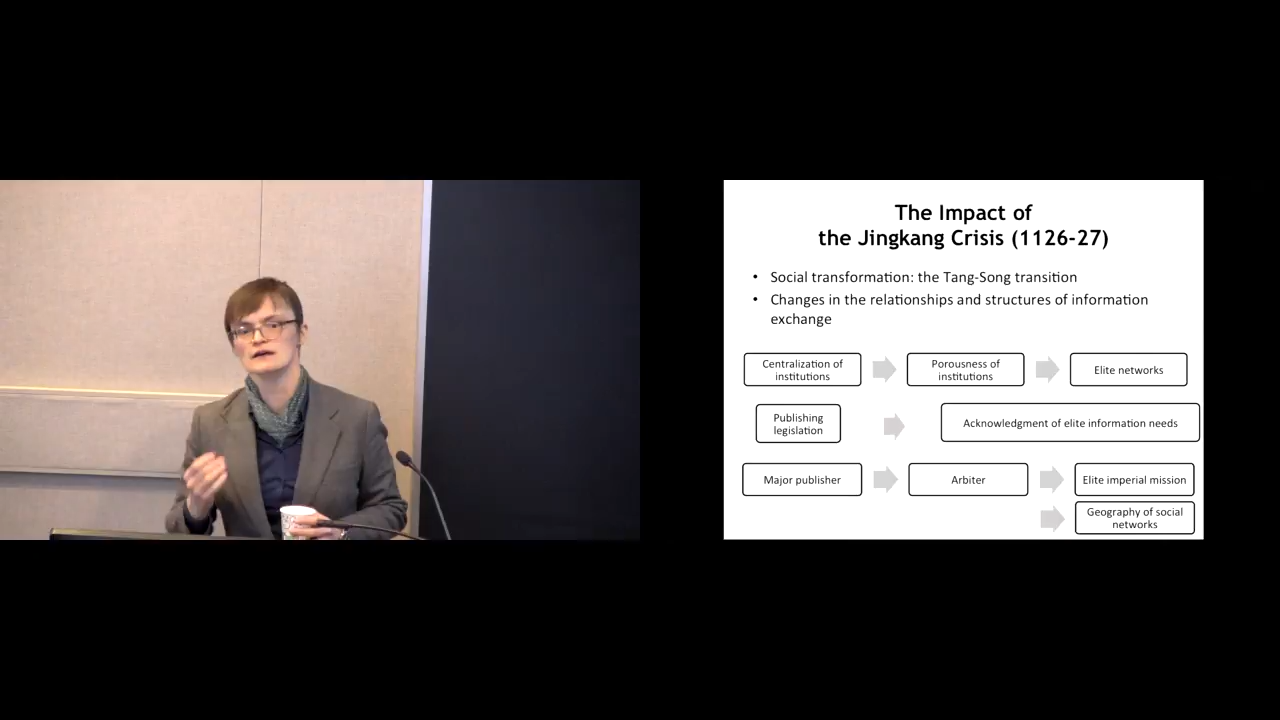 The Impact of
the Jingkang Crisis (1126-27)
• Social transformation: the Tang-Song transition
• Changes in the relationships and structures of information
exchange
Centralization of
institutions
Porousness of
institutions
Elite networks
Publishing
legislation
Acknowledgment of elite information needs
Major publisher
Arbiter
Elite imperial mission
Geography of social
networks